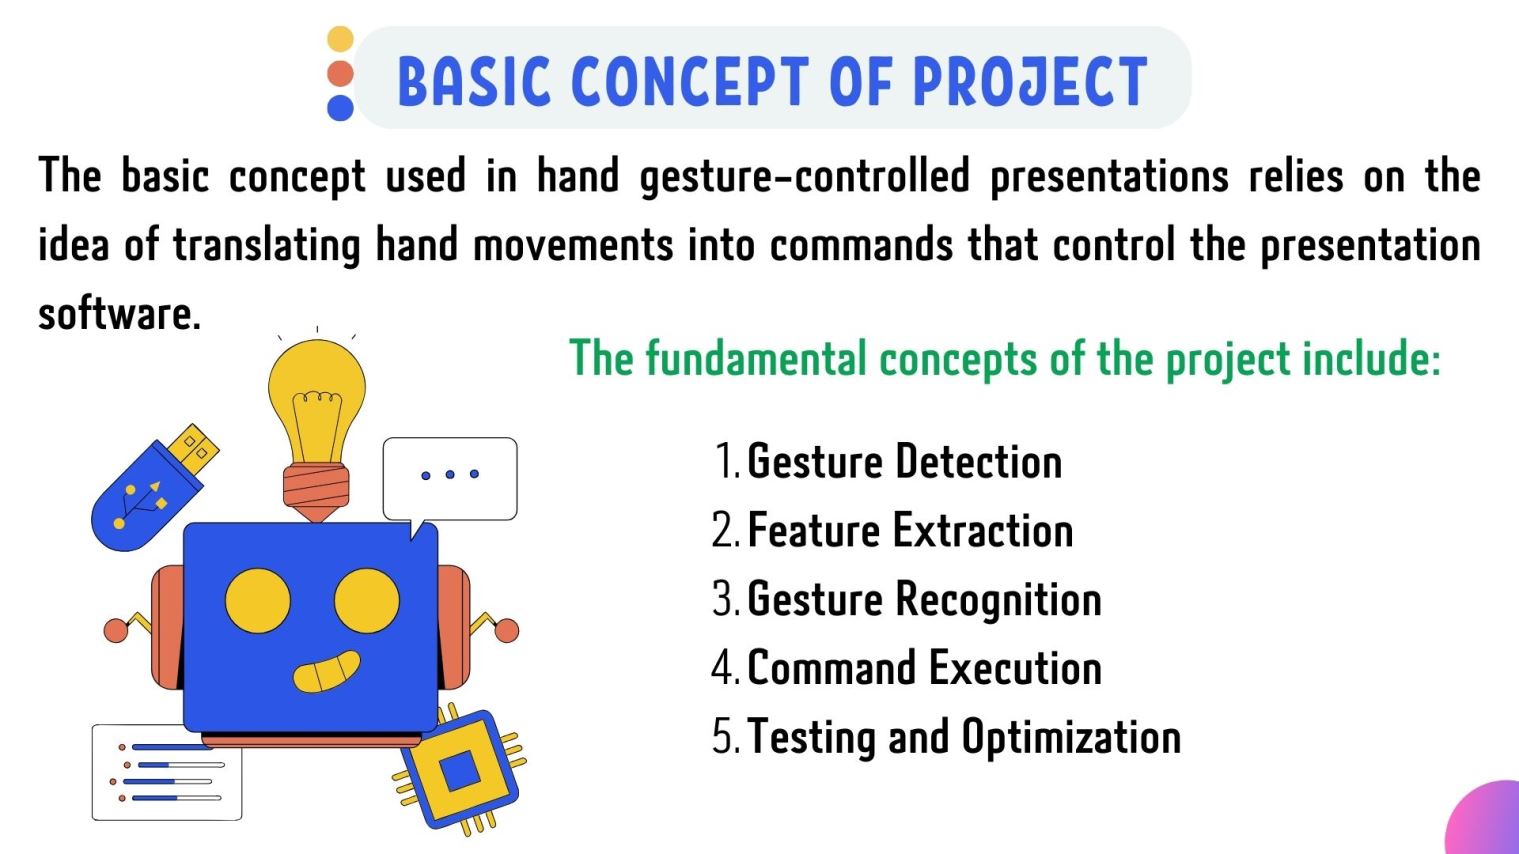 BASIC CONCEPT OF PROJECT
The basic concept used in hand gesture-controlled presentations relies on the
idea of translating hand movements into commands that control the presentation
software.
The fundamental concepts of the project include:
1. Gesture Detection
2. Feature Extraction
3. Gesture Recognition
4. Command Execution
5. Testing and Optimization